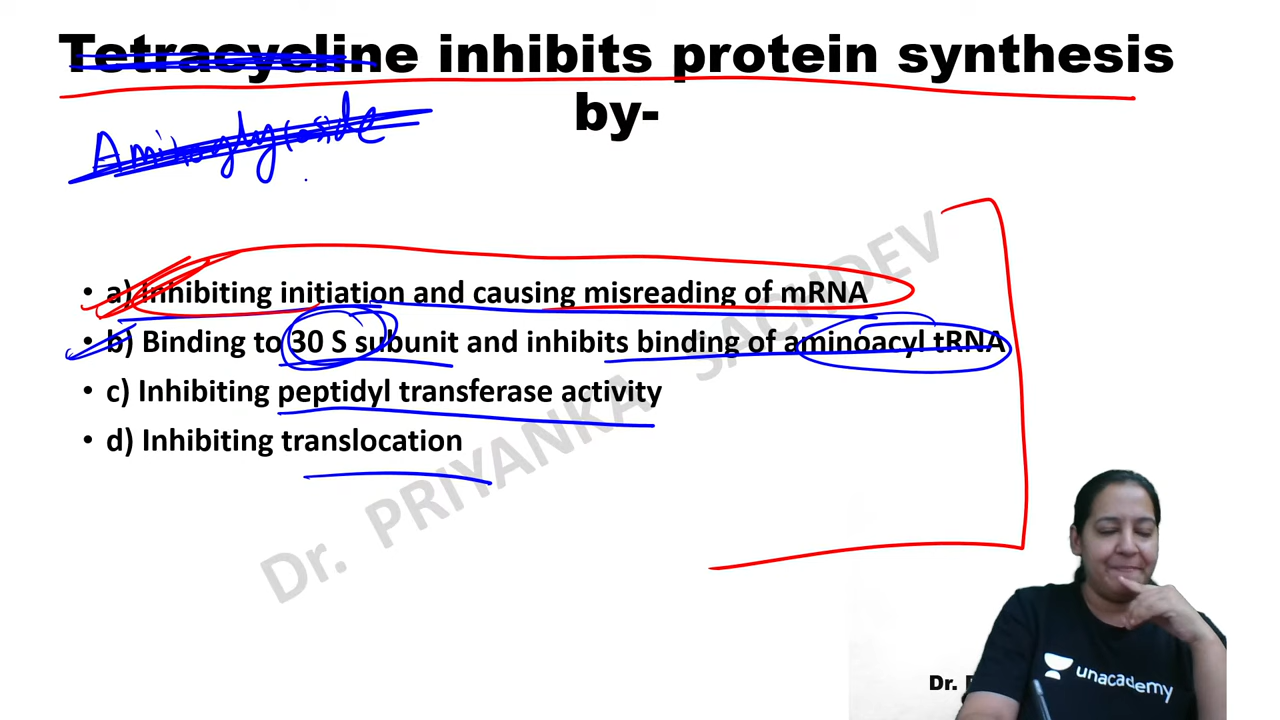 Tetracycline inhibits protein synthesis
by-
Aminoglycoside
• a) Inhibiting initiation and causing misreading of mRNA
• b) Binding to 30 S subunit and inhibits binding of aminoacyl tRNA
• c) Inhibiting peptidyl transferase activity
• d) Inhibiting translocation
Dr. PRIYANKA SACHDEV
unacademy
Dr.